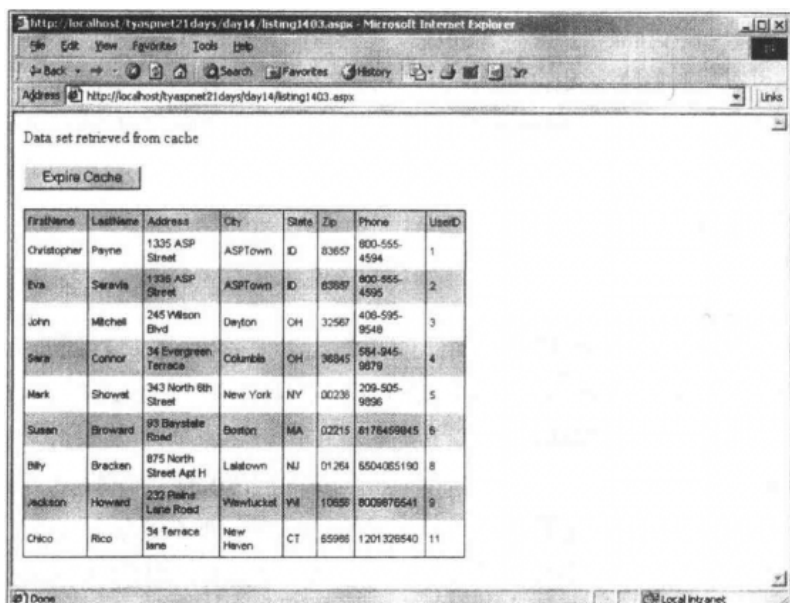 http://localhost/tyaspnet21days/day14/listing1403.aspx - Microsoft Internet Explorer
File Edit View Favorites Tools Help
Back Search Favorites History
Address http://localhost/tyaspnet21days/day14/listing1403.aspx Links
Data set retrieved from cache
Expire Cache
FirstName LastName Address City State Zip Phone UserID
Christopher Payne 1335 ASP Street ASPTown ID 83657 800-555-4594 1
Eva Saravia 1335 ASP Street ASPTown ID 83657 800-555-4595 2
John Mitchell 245 Wilson Blvd Dayton OH 32567 408-595-9548 3
Sara Connor 34 Evergreen Terrace Columbia OH 36845 584-945-9879 4
Mark Showat 343 North 6th Street New York NY 00236 209-505-9896 5
Susan Broward 93 Baystate Road Boston MA 02215 6176459845 6
Billy Bracken 875 North Street Apt H Lalatown NJ 01264 5504065190 8
Jackson Howard 232 Lane Road Wawtucket WI 10656 8009876541 9
Chico Rico 34 Terrace lane New Haven CT 65986 1201326540 11
Done Local intranet